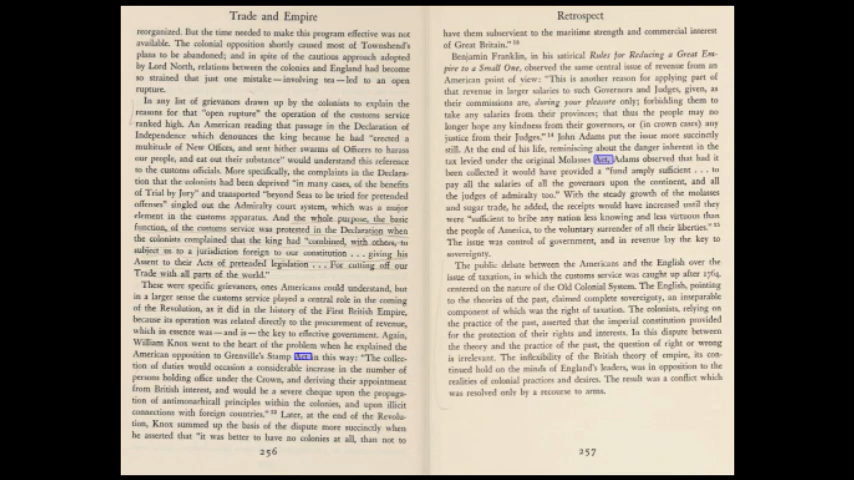 Trade and Empire
reorganized. But the time needed to make this program effective was not
available. The colonial opposition shortly caused most of Townshend's
plans to be abandoned; and in spite of the cautious approach adopted
by Lord North, relations between the colonies and England had become
so strained that just one mistake—involving tea—led to an open
rupture.
In any list of grievances drawn up by the colonists to explain the
reasons for that "open rupture" the operation of the customs service
ranked high. An American reading that passage in the Declaration of
Independence which denounces the king because he had "erected a
multitude of New Offices, and sent hither swarms of Officers to harass
our people, and eat out their substance" would understand this reference
to the customs officials. More specifically, the complaints in the Declara-
tion that the colonists had been deprived "in many cases, of the benefits
of Trial by Jury" and transported "beyond Seas to be tried for pretended
offenses" singled out the Admiralty court system, which was a major
element in the customs apparatus. And the whole purpose, the basic
function, of the customs service was protested in the Declaration when
the colonists complained that the king had "combined, with others, to
subject us to a jurisdiction foreign to our constitution . . . giving his
Assent to their Acts of pretended legislation . . . For cutting off our
Trade with all parts of the world."
These were specific grievances, ones Americans could understand, but
in a larger sense the customs service played a central role in the coming
of the Revolution, as it did in the history of the First British Empire,
because its operation was related directly to the procurement of revenue,
which in essence was—and is—the key to effective government. Again,
William Knox went to the heart of the problem when he explained the
American opposition to Grenville's Stamp Act in this way: "The collec-
tion of duties would occasion a considerable increase in the number of
persons holding office under the Crown, and deriving their appointment
from British interest, and would be a severe cheque upon the propaga-
tion of antimonarhicall principles within the colonies, and upon illicit
connections with foreign countries." Later, at the end of the Revolu-
tion, Knox summed up the basis of the dispute more succinctly when
he asserted that "it was better to have no colonies at all, than not to
256
Retrospect
have them subservient to the maritime strength and commercial interest
of Great Britain."
Benjamin Franklin, in his satirical Rules for Reducing a Great Em-
pire to a Small One, observed the same central issue of revenue from an
American point of view: "This is another reason for applying part of
that revenue in larger salaries to such Governors and Judges, given, as
their commissions are, during your pleasure only; forbidding them to
take any salaries from their provinces; that thus the people may no
longer hope any kindness from their governors, or (in crown cases) any
justice from their Judges." 14 John Adams put the issue more succinctly
still. At the end of his life, reminiscing about the danger inherent in the
tax levied under the original Molasses Act, Adams observed that had it
been collected it would have provided a "fund amply sufficient . . . to
pay all the salaries of all the governors upon the continent, and all
the judges of admiralty too." With the steady growth of the molasses
and sugar trade, he added, the receipts would have increased until they
were "sufficient to bribe any nation less knowing and less virtuous than
the people of America, to the voluntary surrender of all their liberties." 15
The issue was control of government, and in revenue lay the key to
sovereignty.
The public debate between the Americans and the English over the
issue of taxation, in which the customs service was caught up after 1764,
centered on the nature of the Old Colonial System. The English, pointing
to the theories of the past, claimed complete sovereignty, an inseparable
component of which was the right of taxation. The colonists, relying on
the practice of the past, asserted that the imperial constitution provided
for the protection of their rights and interests. In this dispute between
the theory and the practice of the past, the question of right or wrong
is irrelevant. The inflexibility of the British theory of empire, its con-
tinued hold on the minds of England's leaders, was in opposition to the
realities of colonial practices and desires. The result was a conflict which
was resolved only by a recourse to arms.
257